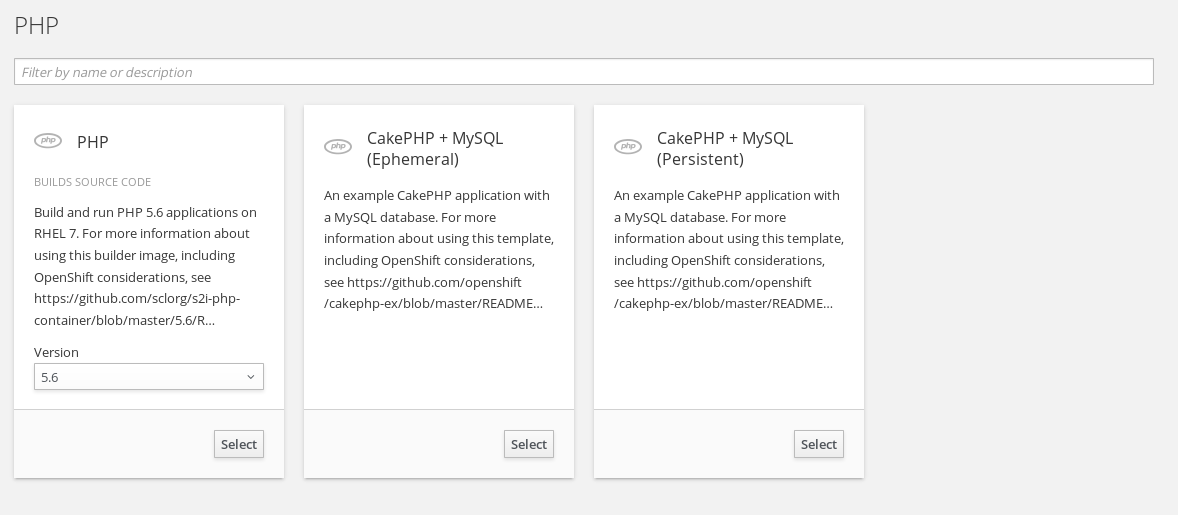 PHP
Filter by name or description
php
PHP
BUILDS SOURCE CODE
Build and run PHP 5.6 applications on
RHEL 7. For more information about
using this builder image, including
OpenShift considerations, see
https://github.com/sclorg/s2i-php-
container/blob/master/5.6/R...
Version
5.6
Select
php
CakePHP + MySQL
(Ephemeral)
An example CakePHP application with
a MySQL database. For more
information about using this template,
including OpenShift considerations,
see https://github.com/openshift
/cakephp-ex/blob/master/README...
Select
php
CakePHP + MySQL
(Persistent)
An example CakePHP application with
a MySQL database. For more
information about using this template,
including OpenShift considerations,
see https://github.com/openshift
/cakephp-ex/blob/master/README...
Select